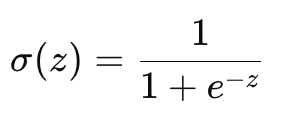 σ(z) = 1 / (1 + e^{-z})